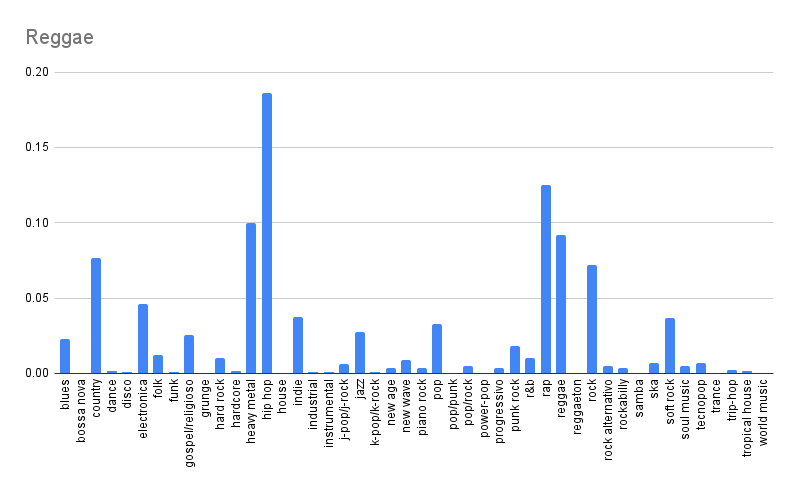 Reggae
0.20
0.15
0.10
0.05
0.00
blues
bossa nova
country
dance
disco
electronica
folk
funk
gospel/religioso
grunge
hard rock
hardcore
heavy metal
hip hop
house
indie
industrial
instrumental
j-pop/j-rock
jazz
k-pop/k-rock
new age
new wave
piano rock
pop
pop/punk
pop/rock
power-pop
progressivo
punk rock
r&b
rap
reggae
reggaeton
rock
rock alternativo
rockabilly
samba
ska
soft rock
soul music
tecnopop
trance
trip-hop
tropical house
world music